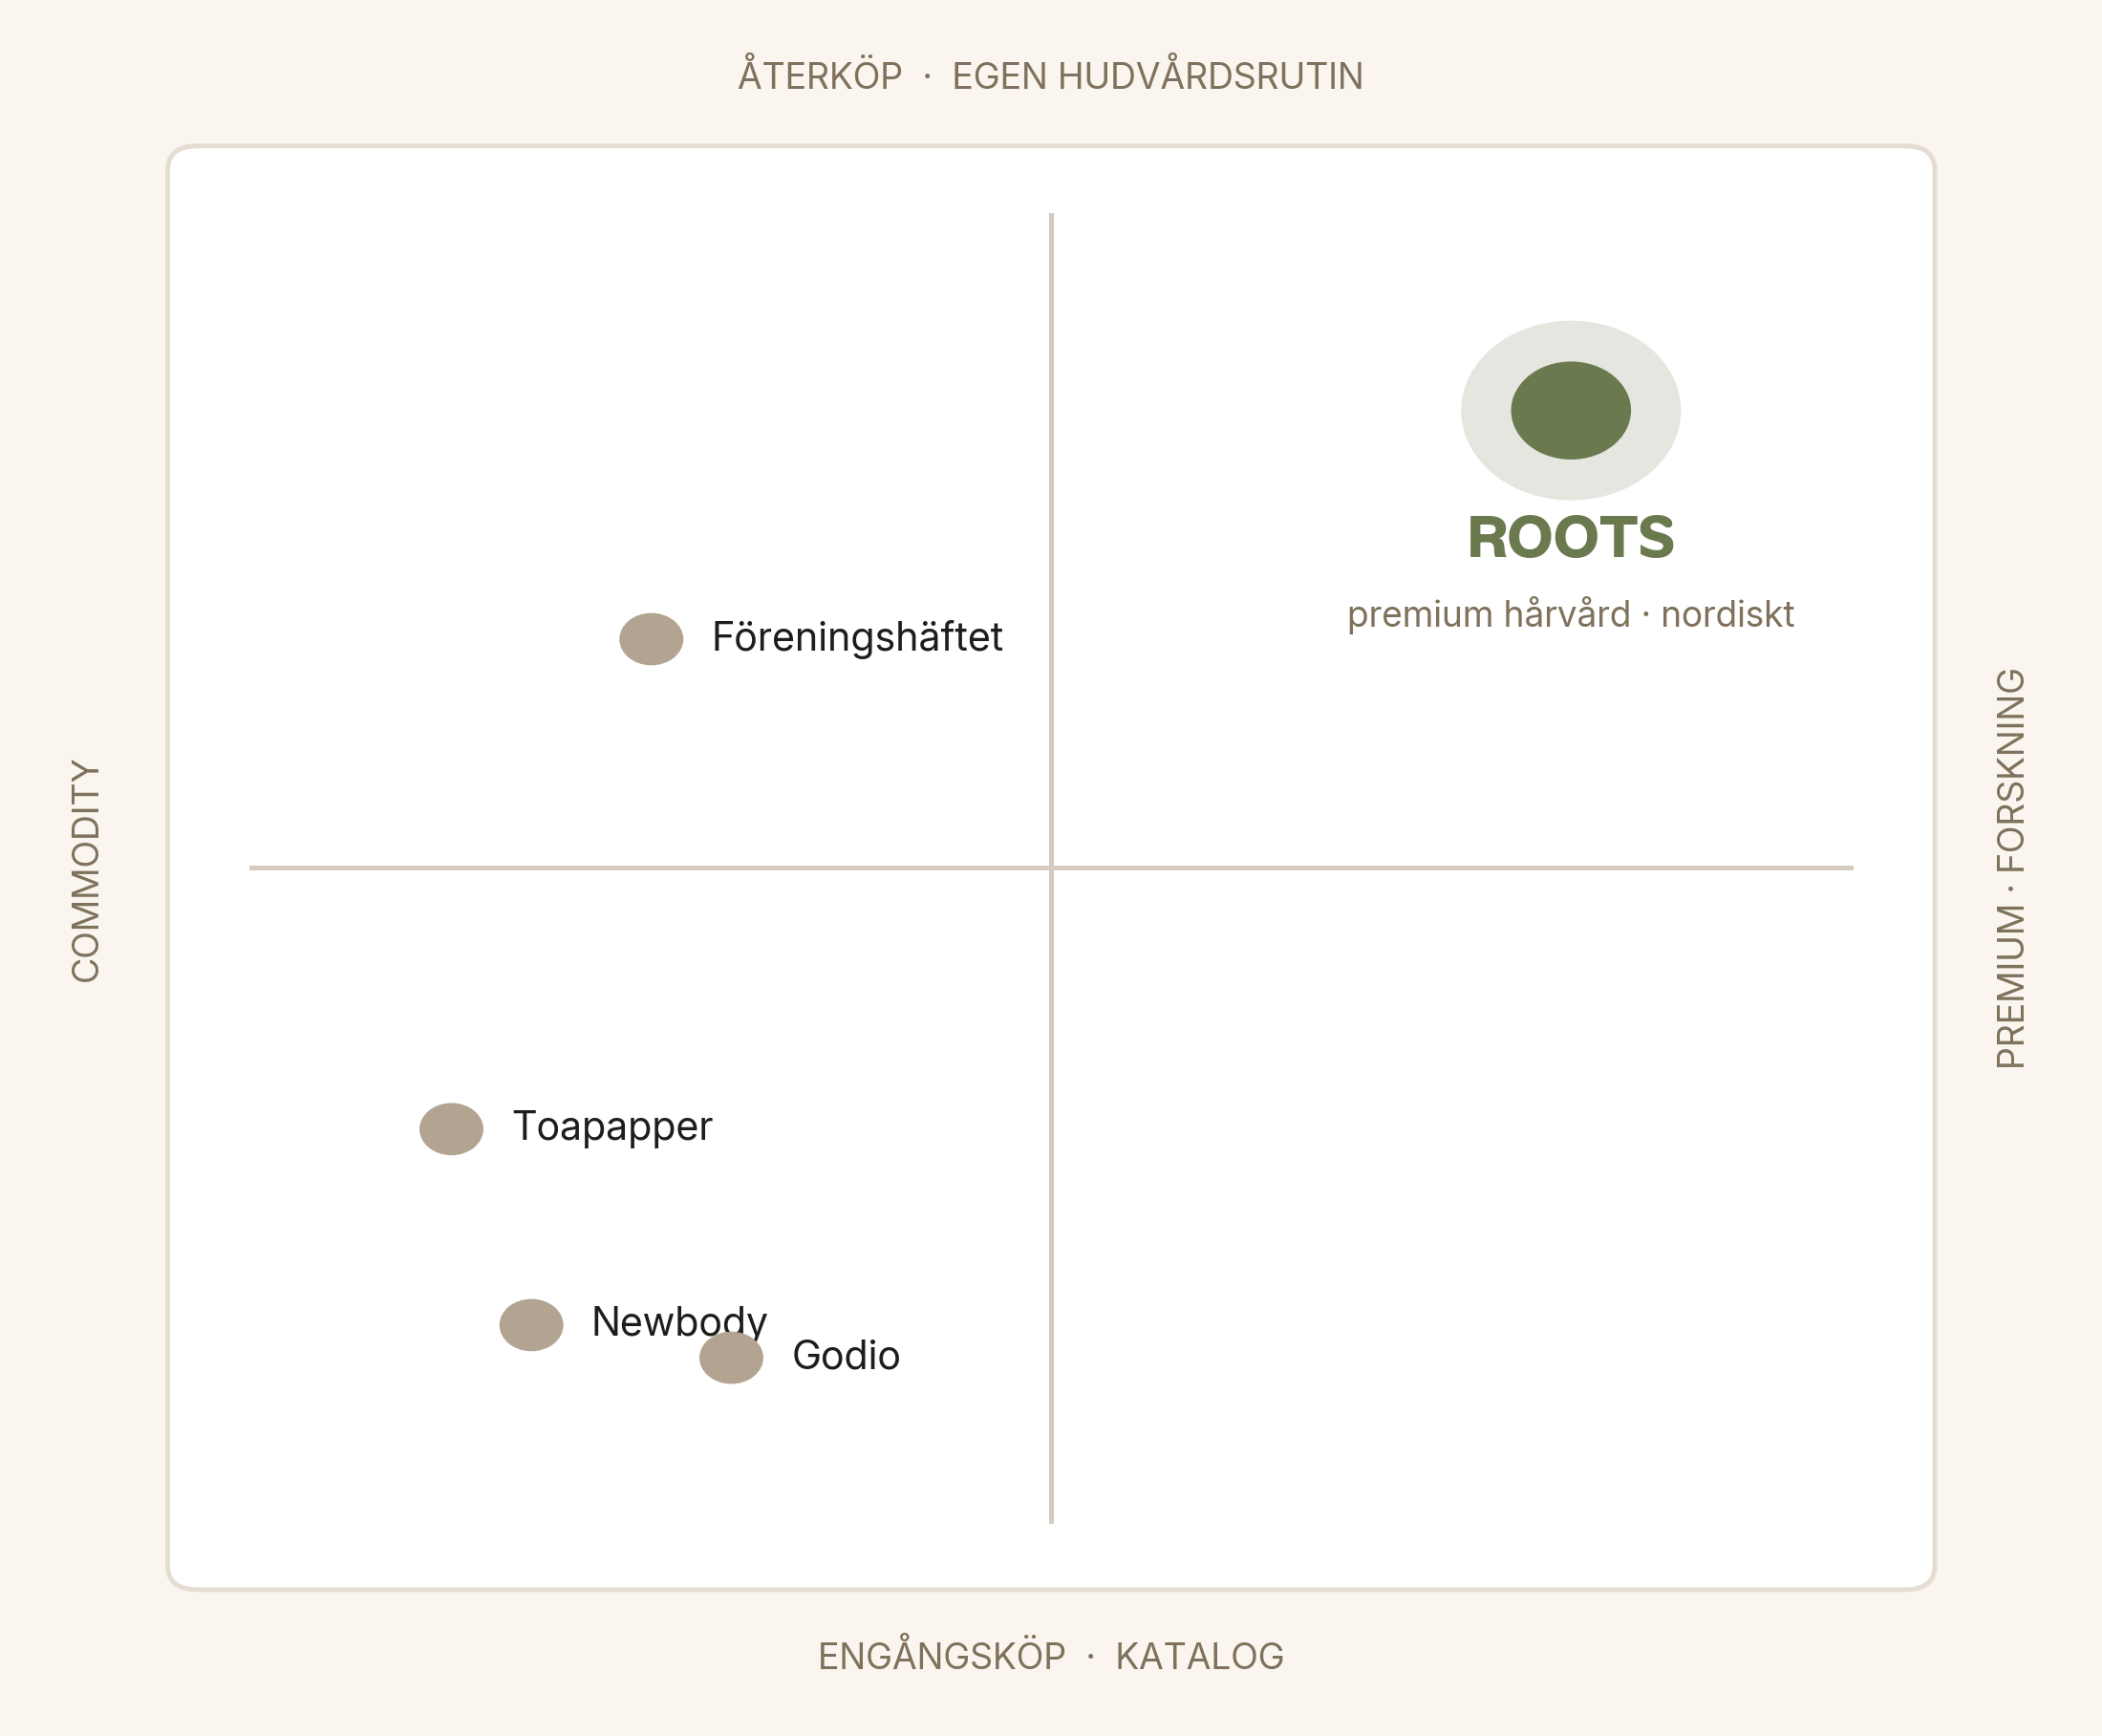 ÅTERKÖP · EGEN HUDVÅRDSRUTIN
ROOTS
premium hårvård · nordiskt
Föreningshäftet
COMMODITY
PREMIUM · FORSKNING
Toapapper
Newbody
Godio
ENGÅNGSKÖP · KATALOG